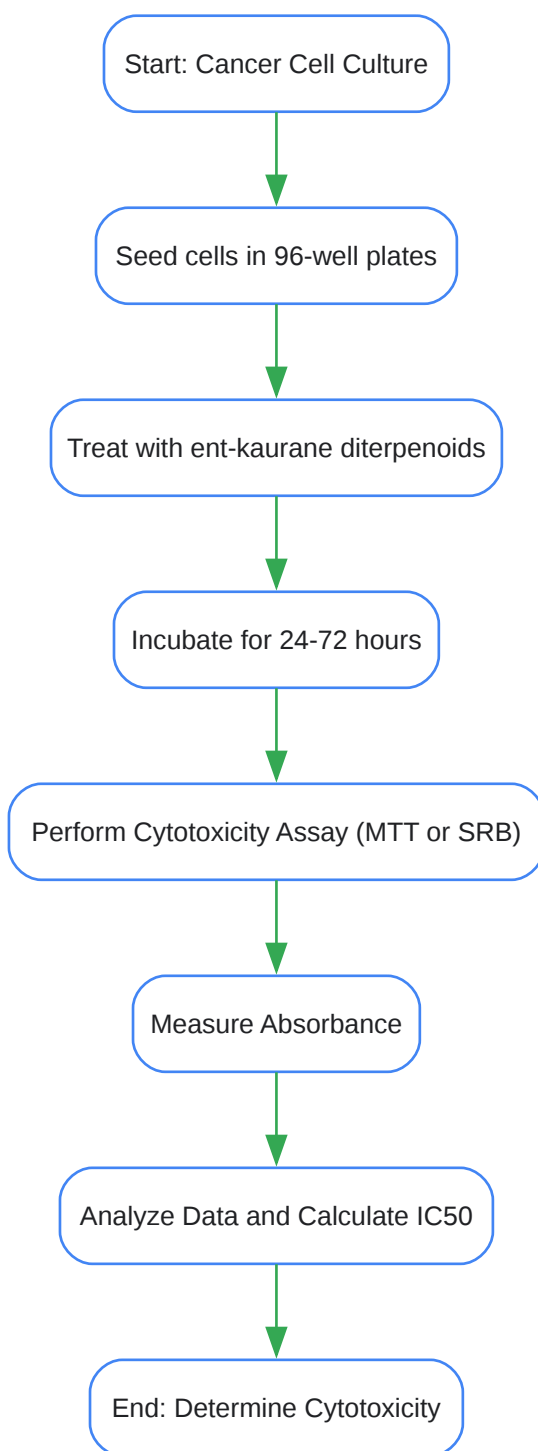 Start: Cancer Cell Culture
Seed cells in 96-well plates
Treat with ent-kaurane diterpenoids
Incubate for 24-72 hours
Perform Cytotoxicity Assay (MTT or SRB)
Measure Absorbance
Analyze Data and Calculate IC50
End: Determine Cytotoxicity